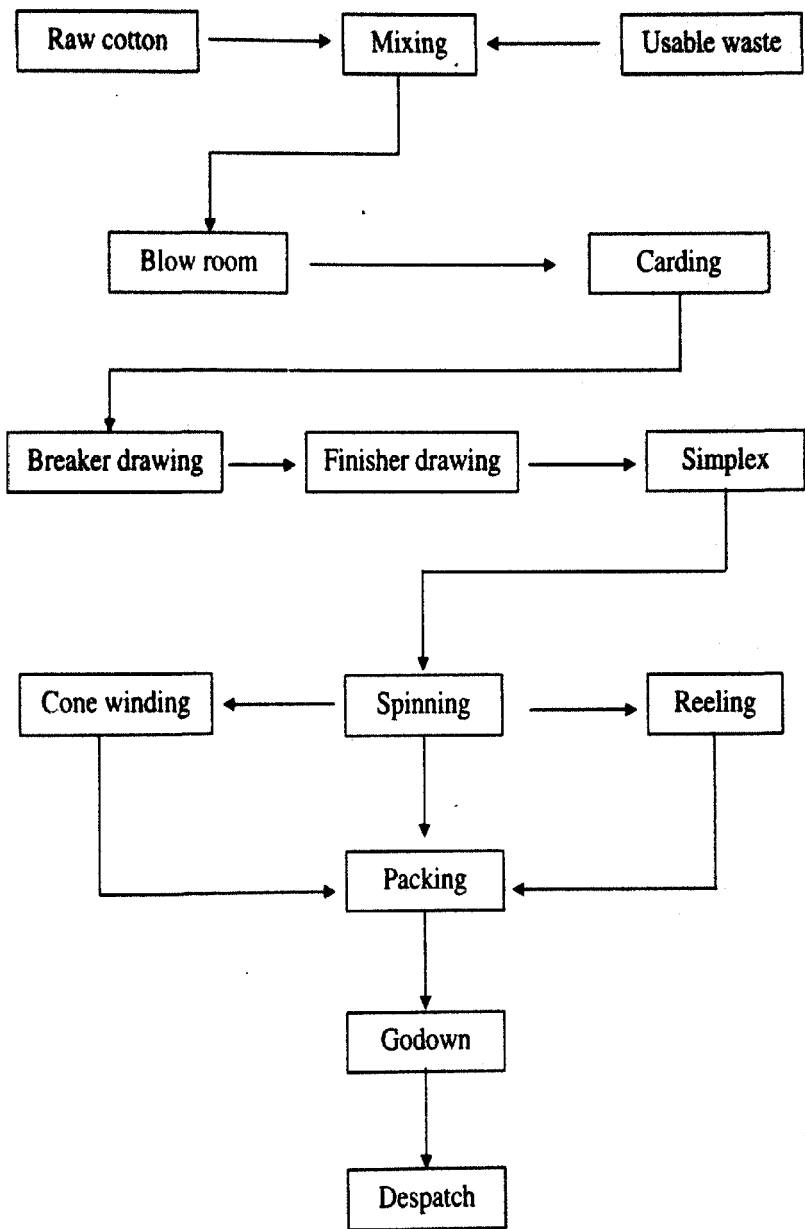 Raw cotton
Mixing
Usable waste
Blow room
Carding
Breaker drawing
Finisher drawing
Simplex
Cone winding
Spinning
Reeling
Packing
Godown
Despatch